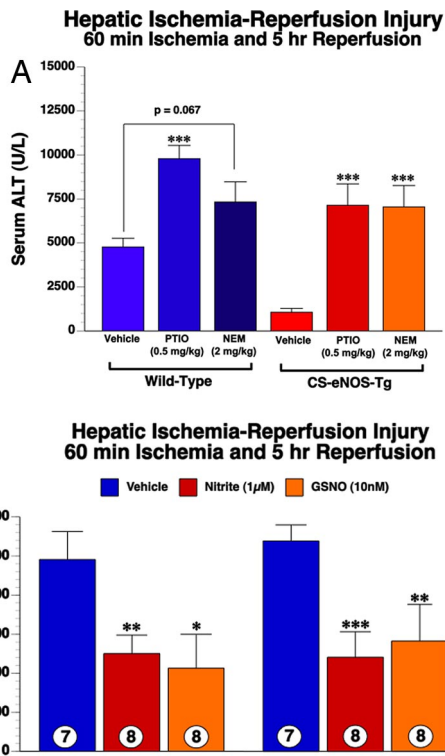 Hepatic Ischemia-Reperfusion Injury
60 min Ischemia and 5 hr Reperfusion
A
Serum ALT (U/L)
15000
12500
10000
7500
5000
2500
0
p = 0.067
***
***
***
Vehicle
PTIO
(0.5 mg/kg)
NEM
(2 mg/kg)
Vehicle
PTIO
(0.5 mg/kg)
NEM
(2 mg/kg)
Wild-Type
CS-eNOS-Tg
Hepatic Ischemia-Reperfusion Injury
60 min Ischemia and 5 hr Reperfusion
Vehicle
Nitrite (1µM)
GSNO (10nM)
**
*
***
**
7
8
8
7
8
8